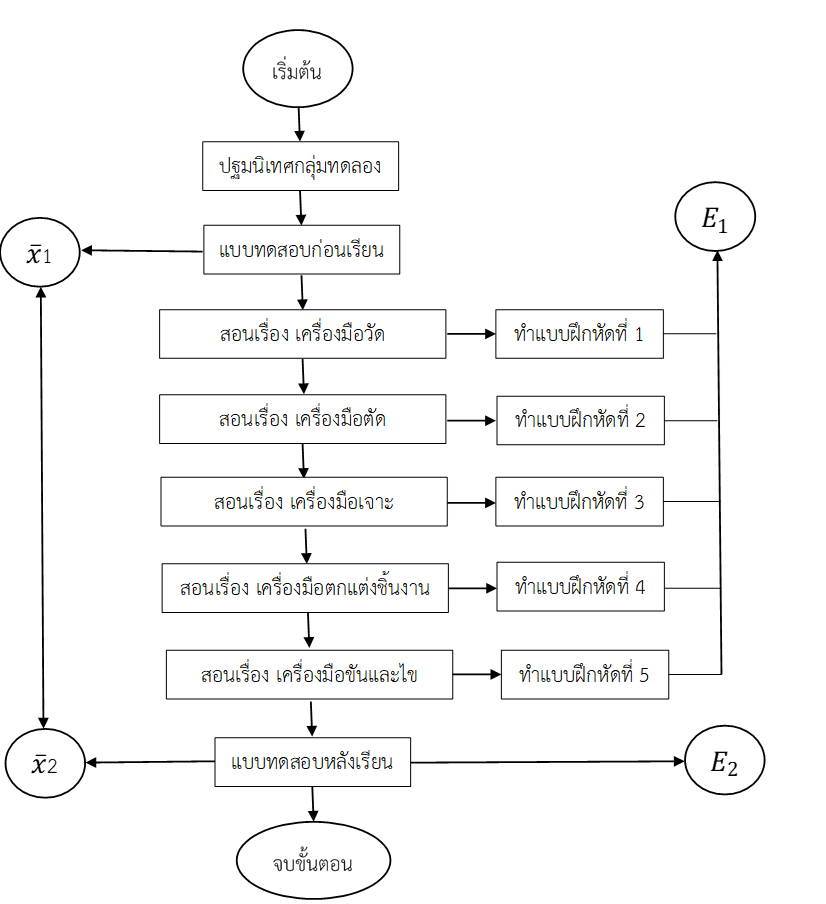 เริ่มต้น
ปฐมนิเทศกลุ่มทดลอง
E₁
x̄1
แบบทดสอบก่อนเรียน
สอนเรื่อง เครื่องมือวัด
ทำแบบฝึกหัดที่ 1
สอนเรื่อง เครื่องมือตัด
ทำแบบฝึกหัดที่ 2
สอนเรื่อง เครื่องมือเจาะ
ทำแบบฝึกหัดที่ 3
สอนเรื่อง เครื่องมือตกแต่งชิ้นงาน
ทำแบบฝึกหัดที่ 4
สอนเรื่อง เครื่องมือขันและไข
ทำแบบฝึกหัดที่ 5
x̄2
แบบทดสอบหลังเรียน
E₂
จบขั้นตอน